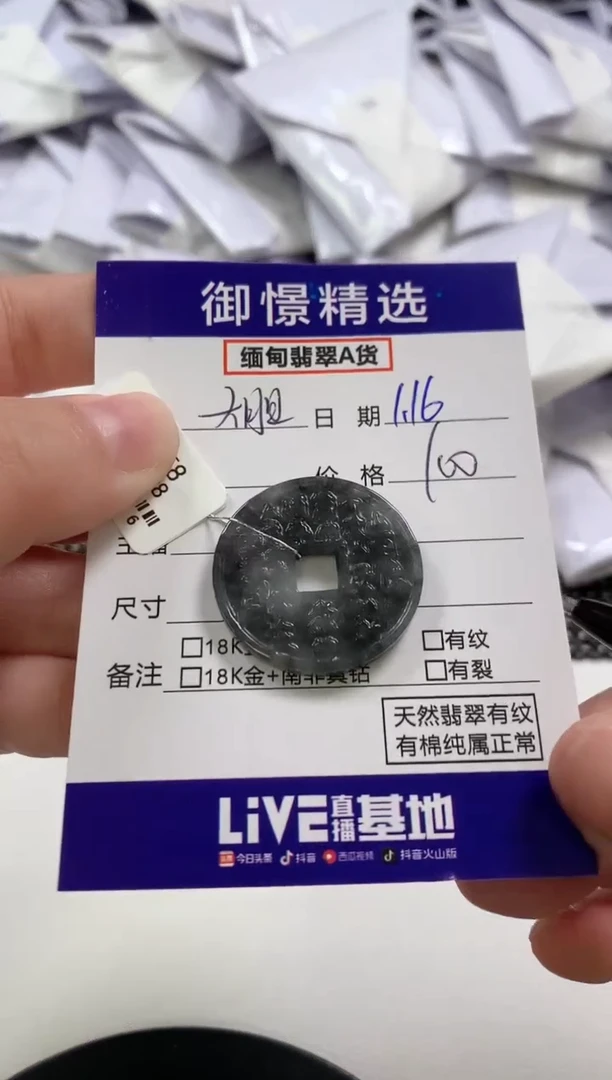 御憬精选
缅甸翡翠A货
日 期 1.16
价 格 100
尺寸
□18K □有纹
备注 □18K金+南非真钻 □有裂
天然翡翠有纹
有棉纯属正常
LiVE直播基地
今日头条 抖音 西瓜视频 抖音火山版